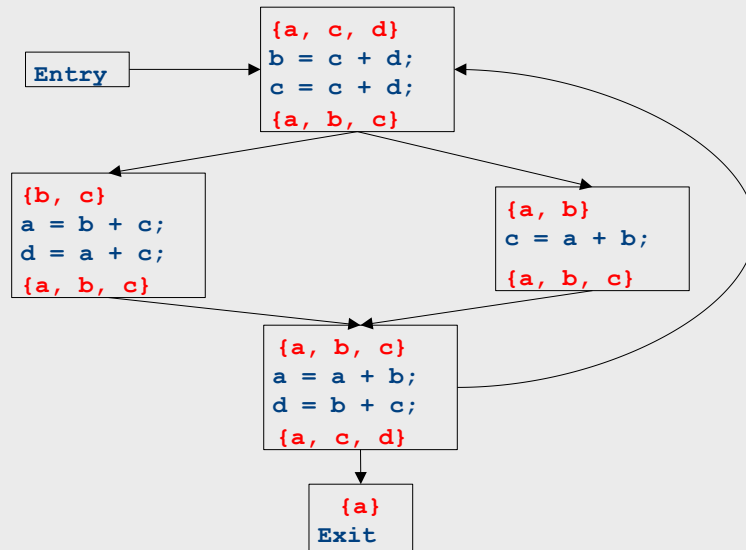 {a, c, d}
b = c + d;
c = c + d;
{a, b, c}
Entry
{b, c}
a = b + c;
d = a + c;
{a, b, c}
{a, b}
c = a + b;
{a, b, c}
{a, b, c}
a = a + b;
d = b + c;
{a, c, d}
{a}
Exit